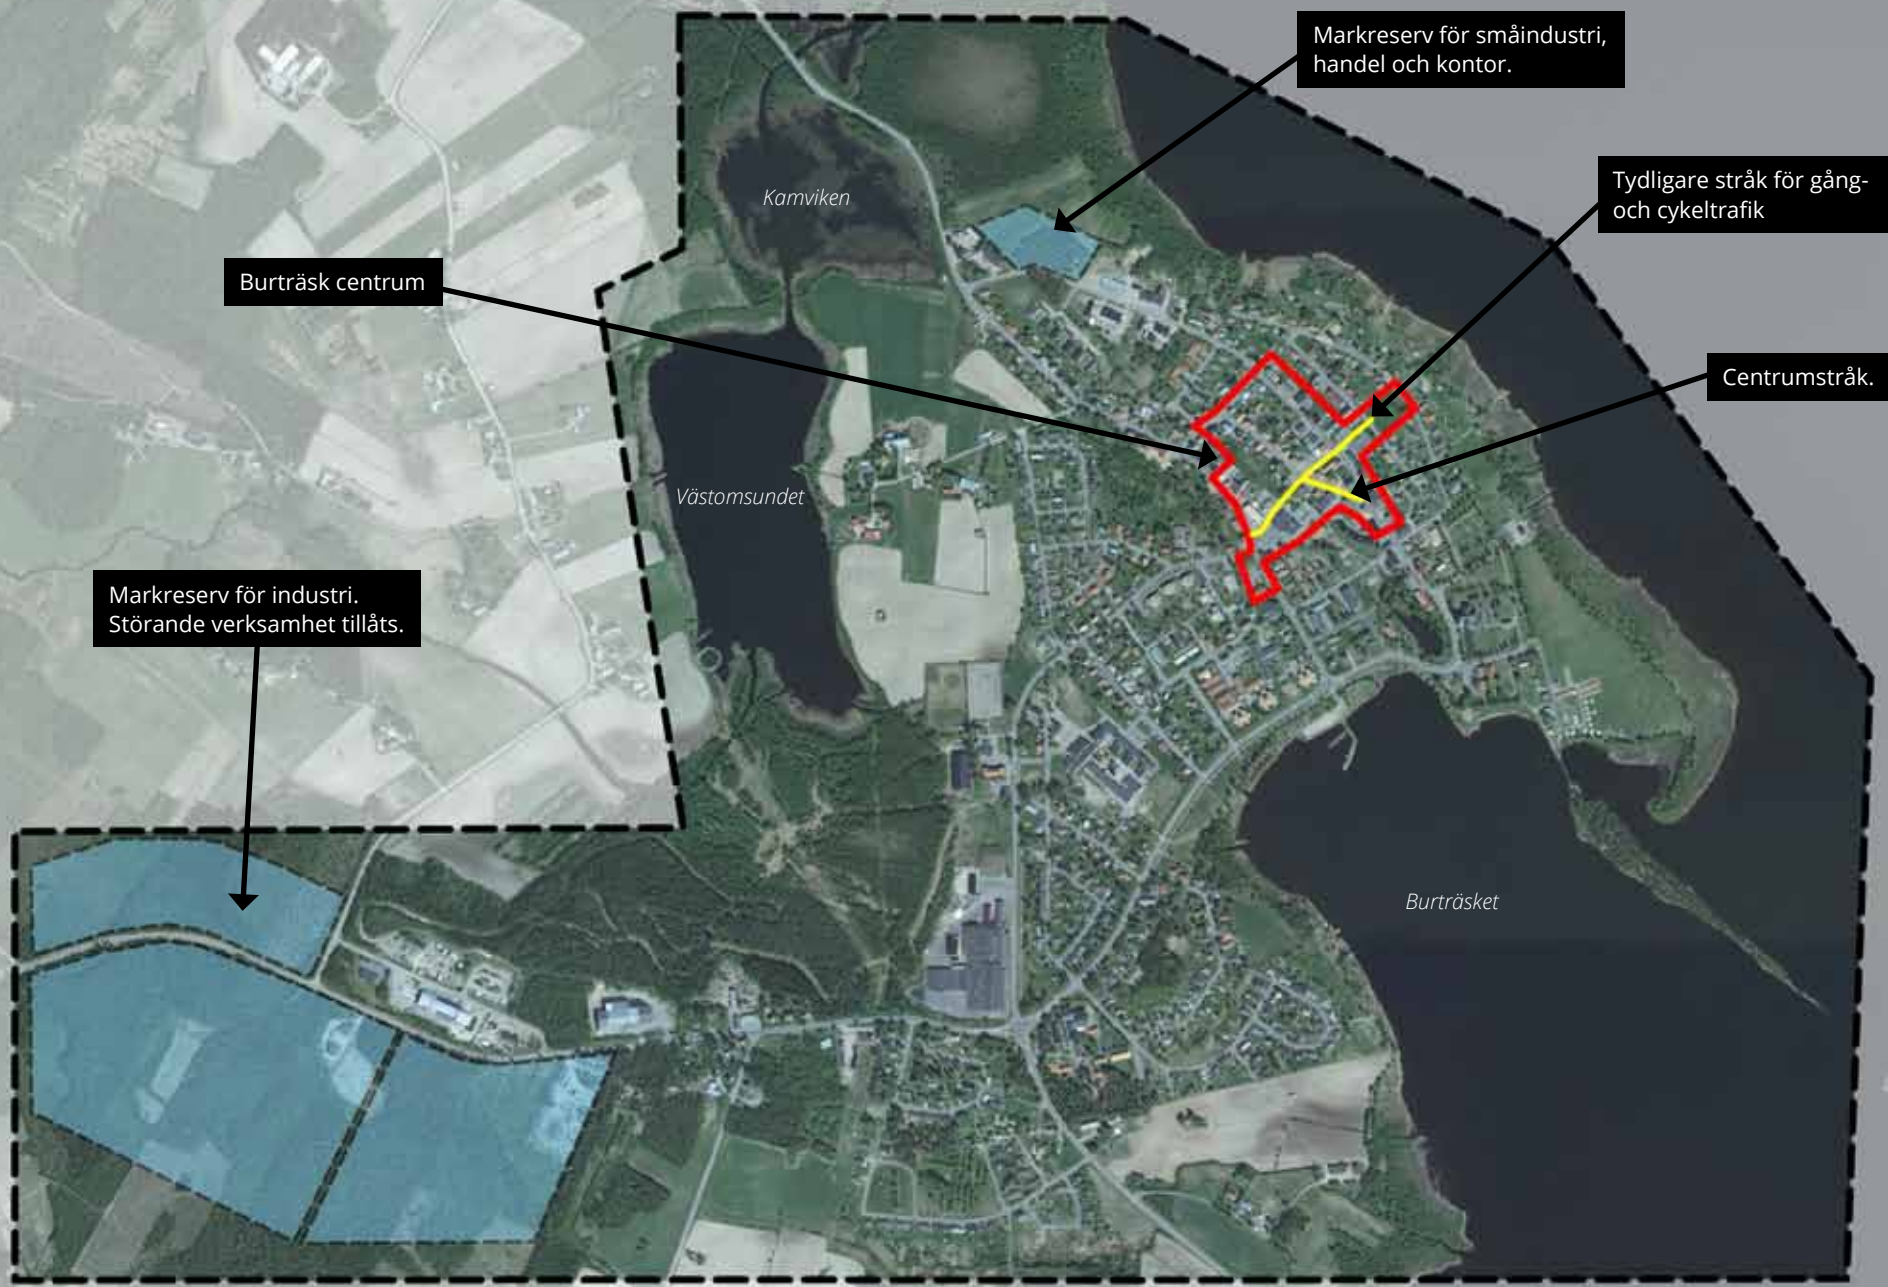 Markreserv för småindustri,
handel och kontor.
Tydligare stråk för gång-
och cykeltrafik
Kamviken
Burträsk centrum
Centrumstråk.
Västomsundet
Markreserv för industri.
Störande verksamhet tillåts.
Burträsket